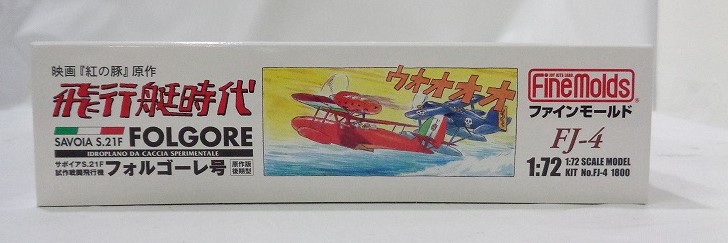 映画『紅の豚』原作
飛行艇時代
SAVOIA S.21F FOLGORE
IDROPLANO DA CACCIA SPERIMENTALE
サボイアS.21F
試作戦闘飛行機
フォルゴーレ号
原作版
後期型
ウオオオオ
FineMolds
ファインモールド
FJ-4
1:72
1:72 SCALE MODEL
KIT No.FJ-4 1800